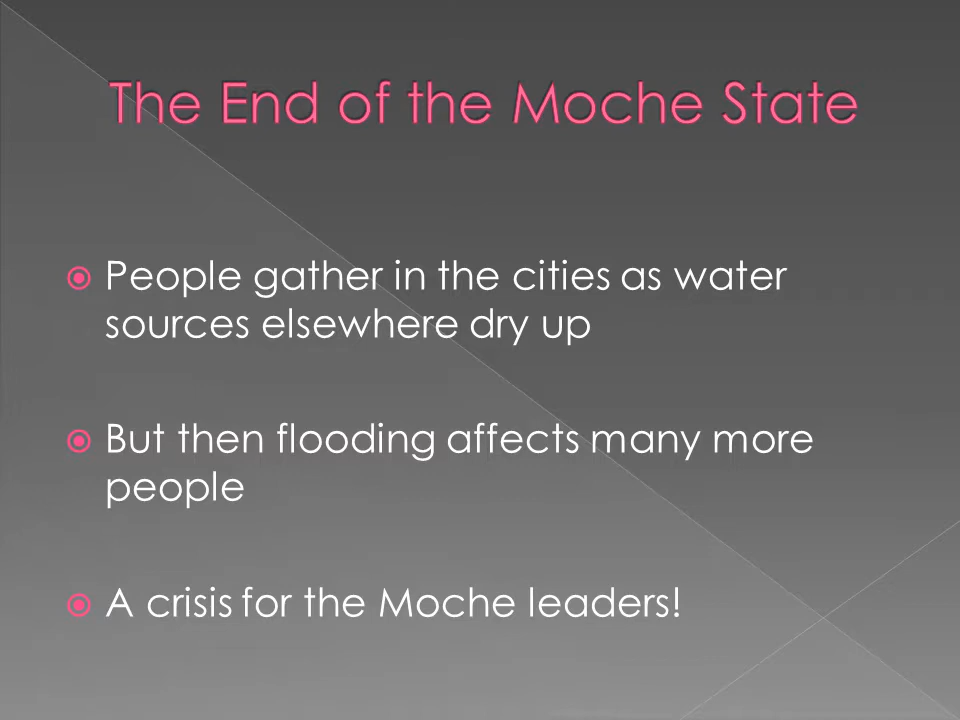 The End of the Moche State
People gather in the cities as water
sources elsewhere dry up
But then flooding affects many more
people
A crisis for the Moche leaders!